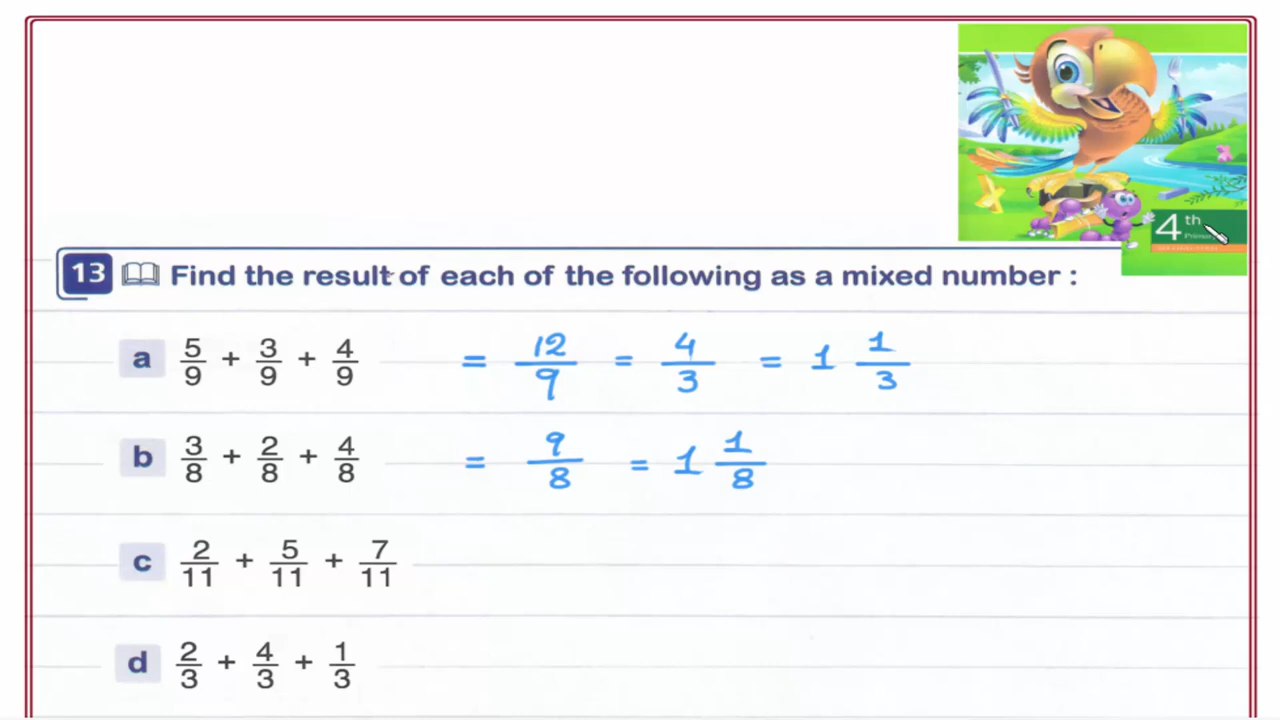 4 th
13 Find the result of each of the following as a mixed number :
a 5/9 + 3/9 + 4/9 = 12/9 = 4/3 = 1 1/3
b 3/8 + 2/8 + 4/8 = 9/8 = 1 1/8
c 2/11 + 5/11 + 7/11
d 2/3 + 4/3 + 1/3